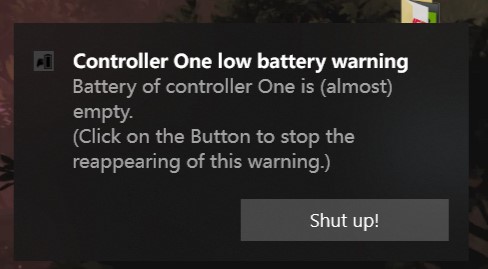 Controller One low battery warning
Battery of controller One is (almost)
empty.
(Click on the Button to stop the
reappearing of this warning.)
Shut up!